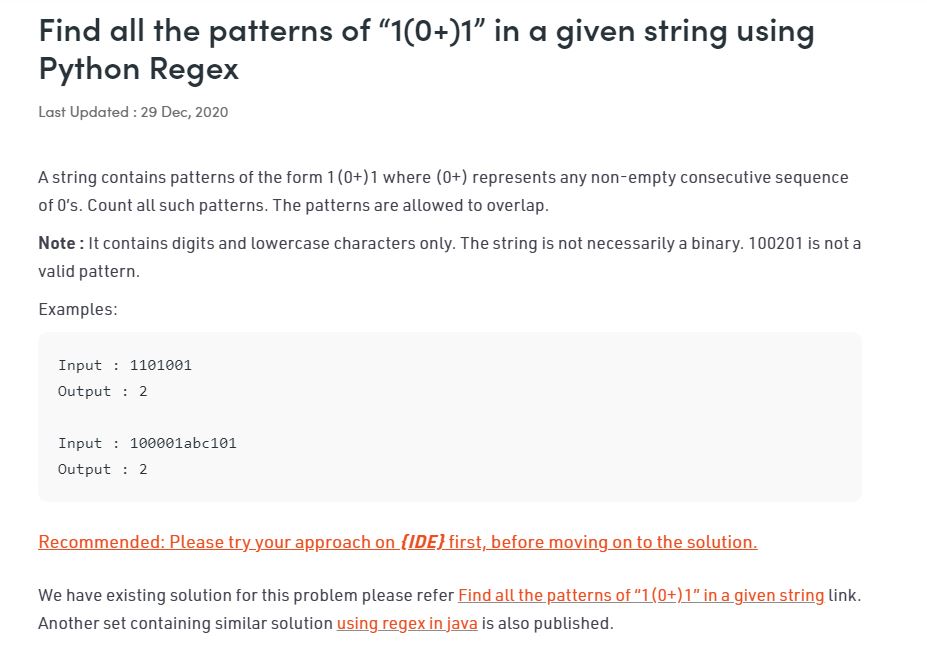 Find all the patterns of “1(0+)1” in a given string using
Python Regex
Last Updated : 29 Dec, 2020
A string contains patterns of the form 1(0+)1 where (0+) represents any non-empty consecutive sequence
of 0’s. Count all such patterns. The patterns are allowed to overlap.
Note : It contains digits and lowercase characters only. The string is not necessarily a binary. 100201 is not a
valid pattern.
Examples:
Input : 1101001
Output : 2
Input : 100001abc101
Output : 2
Recommended: Please try your approach on {IDE} first, before moving on to the solution.
We have existing solution for this problem please refer Find all the patterns of “1(0+)1” in a given string link.
Another set containing similar solution using regex in java is also published.